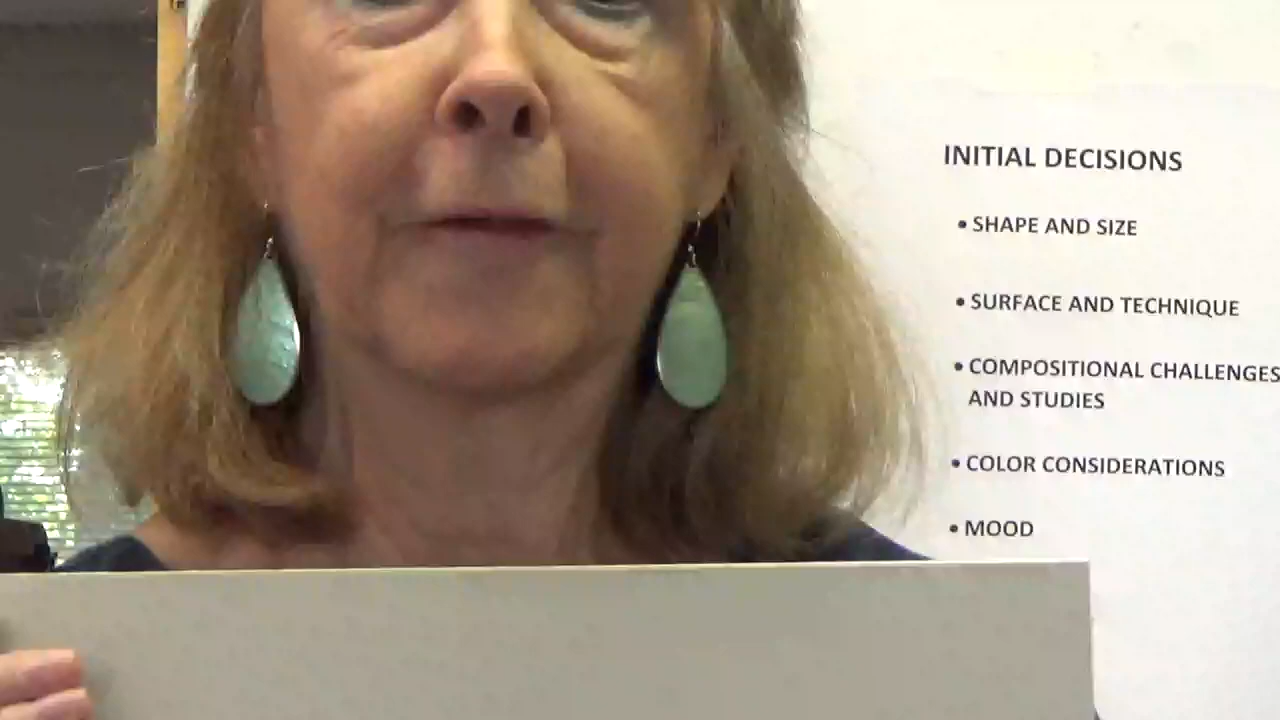 INITIAL DECISIONS
• SHAPE AND SIZE
• SURFACE AND TECHNIQUE
• COMPOSITIONAL CHALLENGES
AND STUDIES
• COLOR CONSIDERATIONS
• MOOD